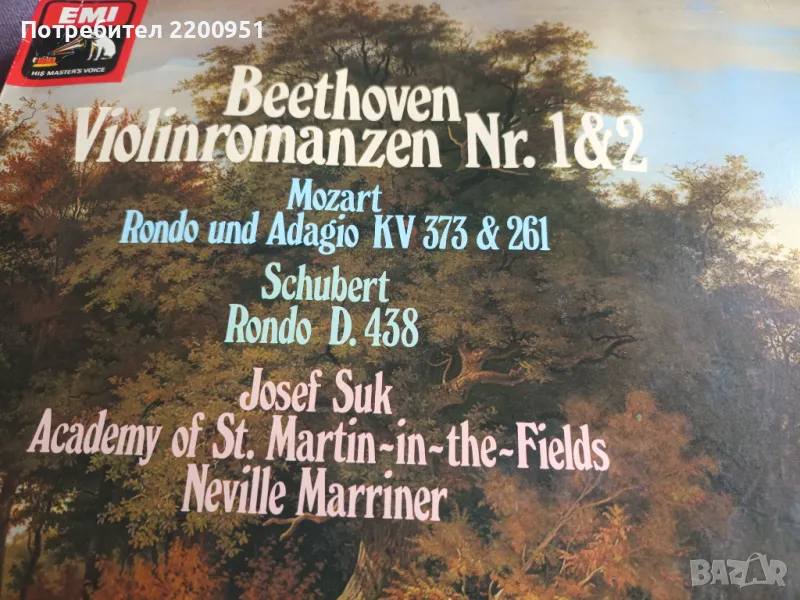 EMI
Потребител 2200951
HIS MASTER'S VOICE
Beethoven
Violinromanzen Nr. 1&2
Mozart
Rondo und Adagio KV 373 & 261
Schubert
Rondo D. 438
Josef Suk
Academy of St. Martin-in-the-Fields
Neville Marriner
BAZAR